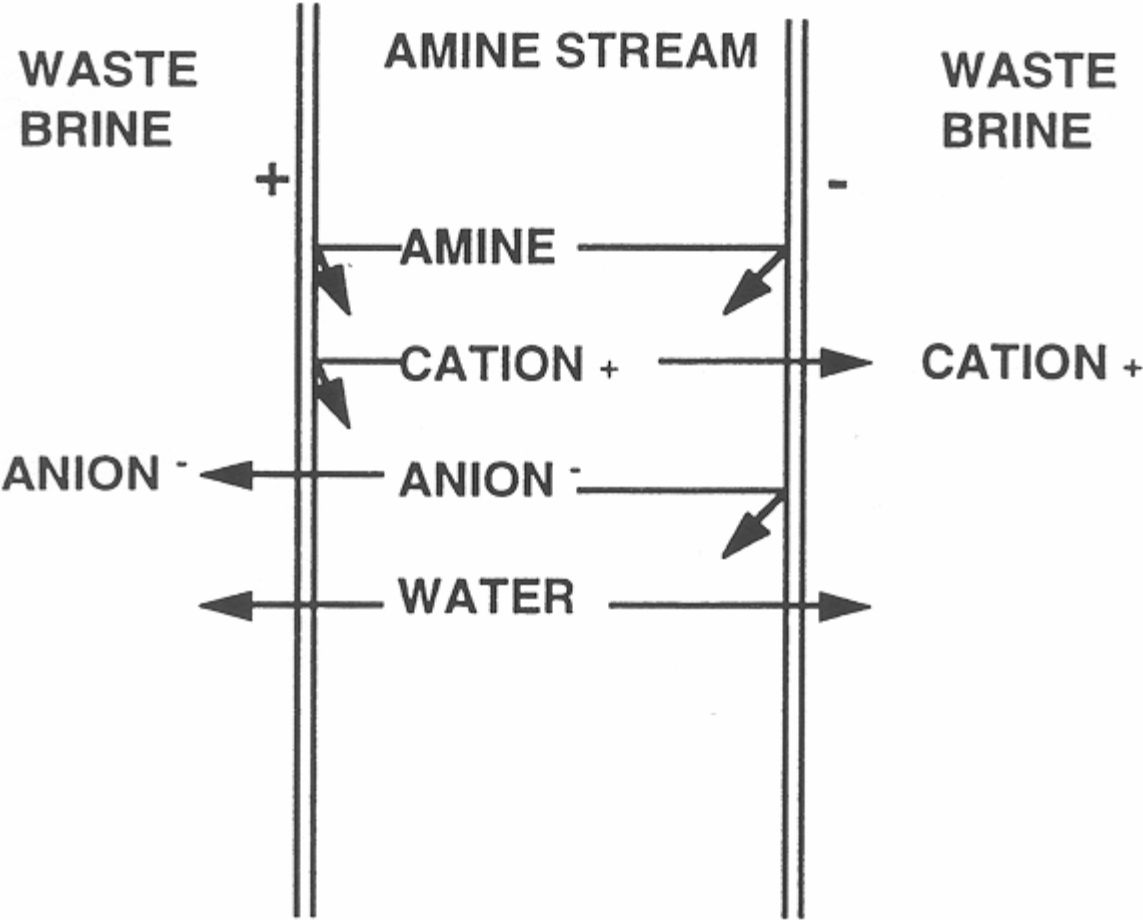 AMINE STREAM
WASTE
BRINE
WASTE
BRINE
+
-
AMINE
CATION +
CATION +
ANION -
ANION -
WATER